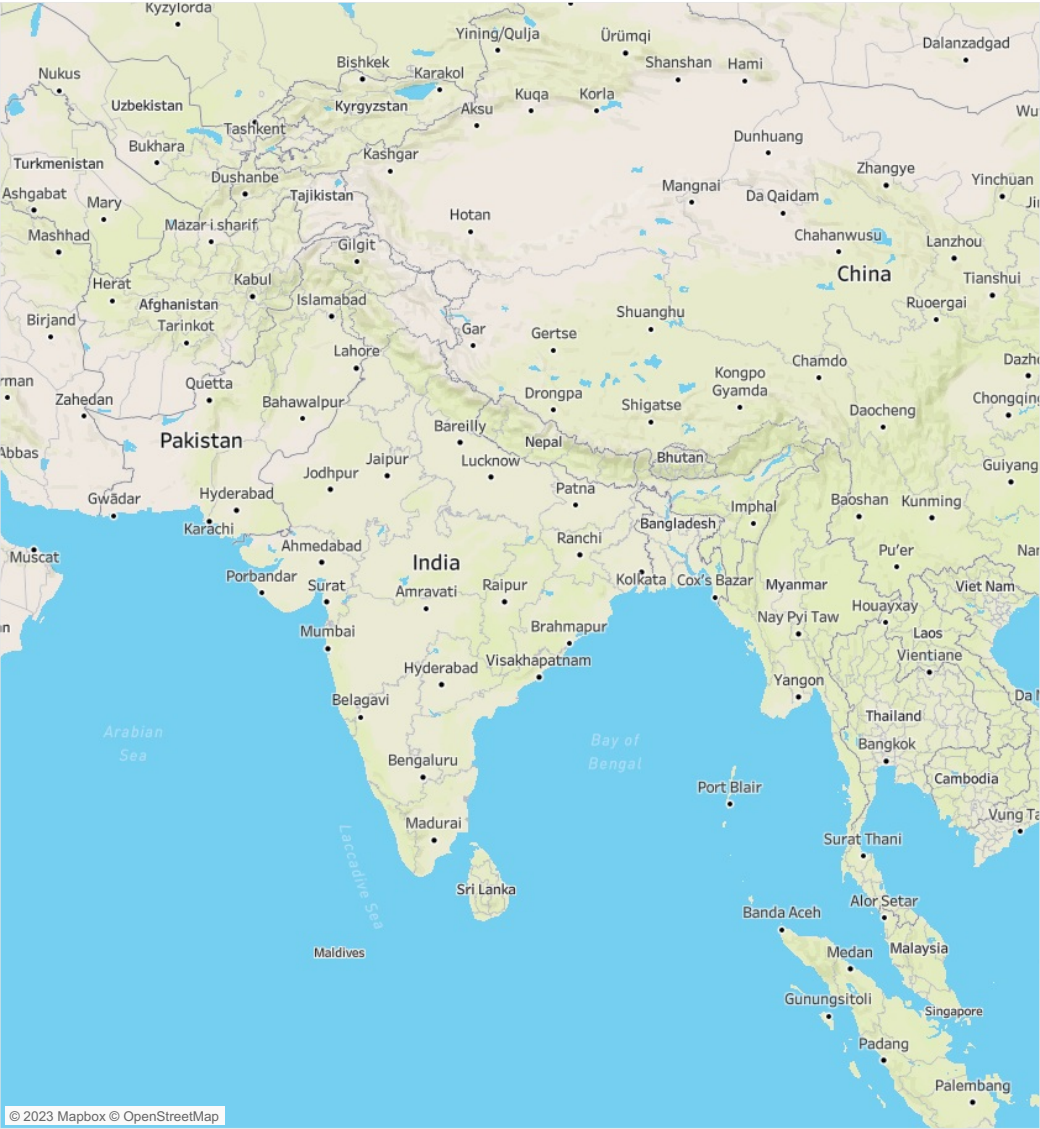 Kyzylorda
Yining/Qulja
Ürümqi
Dalanzadgad
Nukus
Bishkek
Karakol
Shanshan
Hami
Uzbekistan
Kyrgyzstan
Aksu
Kuqa
Korla
Wu
Tashkent
Dunhuang
Bukhara
Kashgar
Turkmenistan
Zhangye
Dushanbe
Tajikistan
Mangnai
Da Qaidam
Yinchuan
Ashgabat
Mary
Jin
Hotan
Mashhad
Mazar i sharif
Gilgit
Chahanwusu
Lanzhou
China
Tianshui
Herat
Kabul
Afghanistan
Islamabad
Ruoergai
Birjand
Tarinkot
Gar
Gertse
Shuanghu
Lahore
Chamdo
Dazho
rman
Quetta
Kongpo
Gyamda
Zahedan
Bahawalpur
Drongpa
Shigatse
Daocheng
Chongqing
Pakistan
Bareilly
Nepal
Abbas
Jaipur
Lucknow
Bhutan
Guiyang
Jodhpur
Patna
Gwādar
Hyderabad
Imphal
Baoshan
Kunming
Karachi
Bangladesh
Muscat
Ahmedabad
India
Ranchi
Pu'er
Nan
Porbandar
Surat
Amravati
Raipur
Kolkata
Cox's Bazar
Myanmar
Viet Nam
Houayxay
Mumbai
Brahmapur
Nay Pyi Taw
Laos
Hyderabad
Visakhapatnam
Vientiane
Belagavi
Yangon
Da N
Thailand
Arabian
Sea
Bay of
Bengal
Bangkok
Bengaluru
Cambodia
Port Blair
Madurai
Vung Ta
Laccadive Sea
Surat Thani
Sri Lanka
Alor Setar
Banda Aceh
Maldives
Medan
Malaysia
Gunungsitoli
Singapore
Padang
Palembang
© 2023 Mapbox © OpenStreetMap